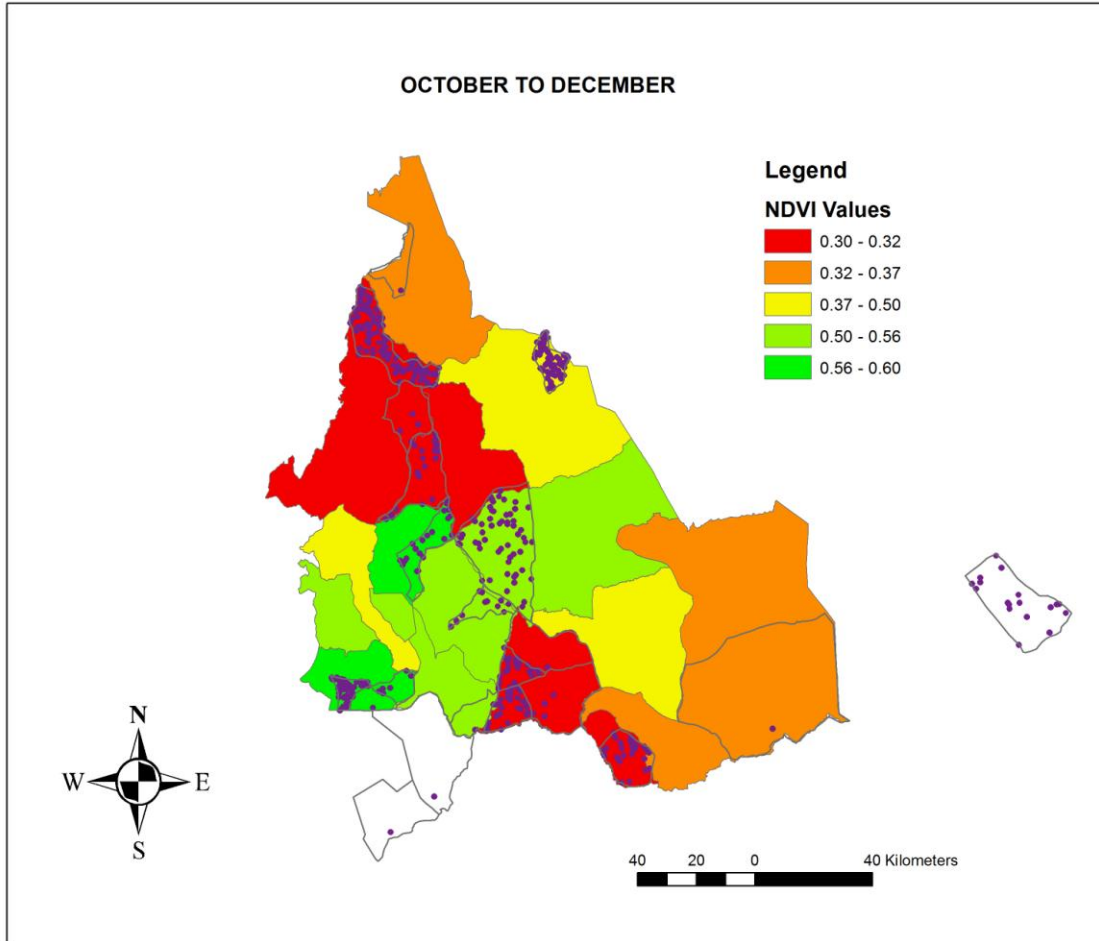 OCTOBER TO DECEMBER
Legend
NDVI Values
0.30 - 0.32
0.32 - 0.37
0.37 - 0.50
0.50 - 0.56
0.56 - 0.60
N
W E
S
40 20 0 40 Kilometers